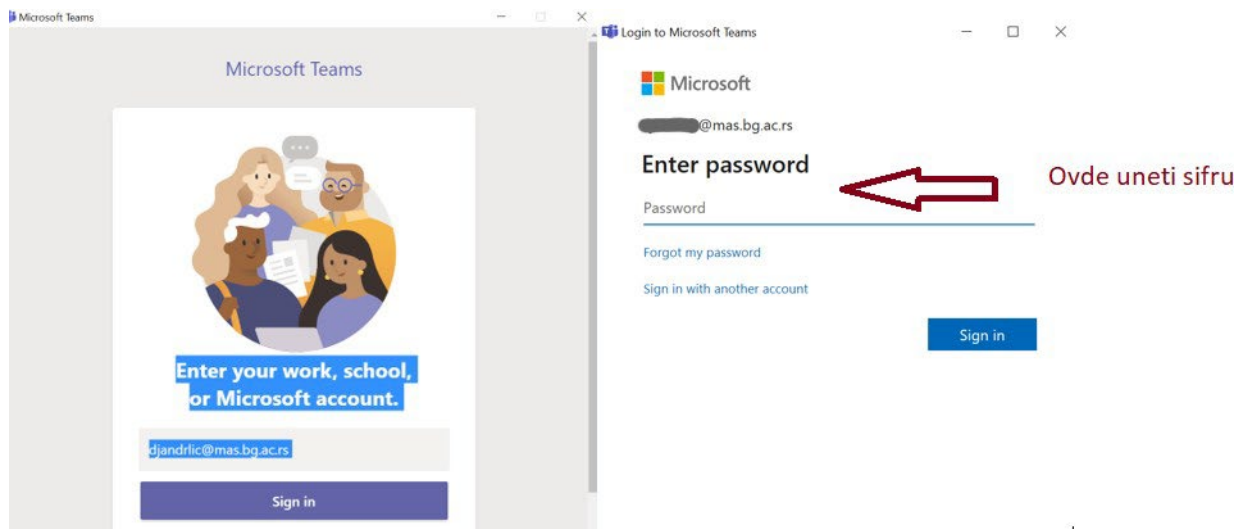 Microsoft Teams
Microsoft Teams
Enter your work, school,
or Microsoft account.
djandrlic@mas.bg.ac.rs
Sign in
Login to Microsoft Teams
Microsoft
@mas.bg.ac.rs
Enter password
Password
Forgot my password
Sign in with another account
Sign in
Ovde uneti sifru